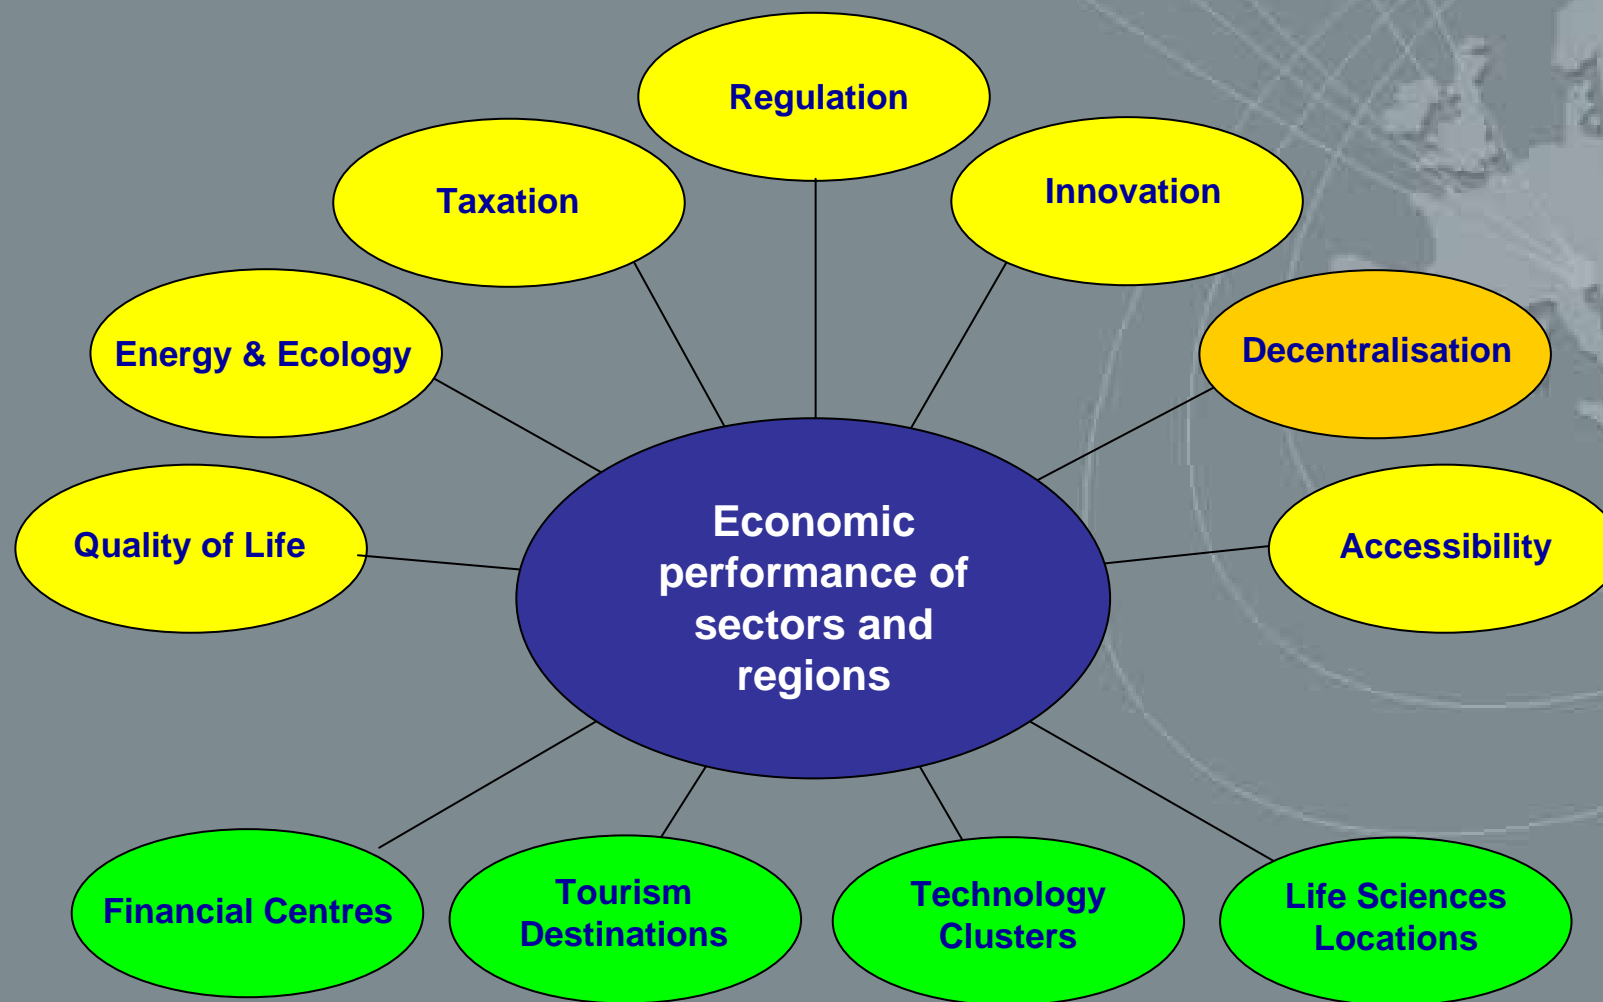 Regulation
Taxation
Innovation
Energy & Ecology
Decentralisation
Quality of Life
Accessibility
Economic
performance of
sectors and
regions
Financial Centres
Tourism
Destinations
Technology
Clusters
Life Sciences
Locations